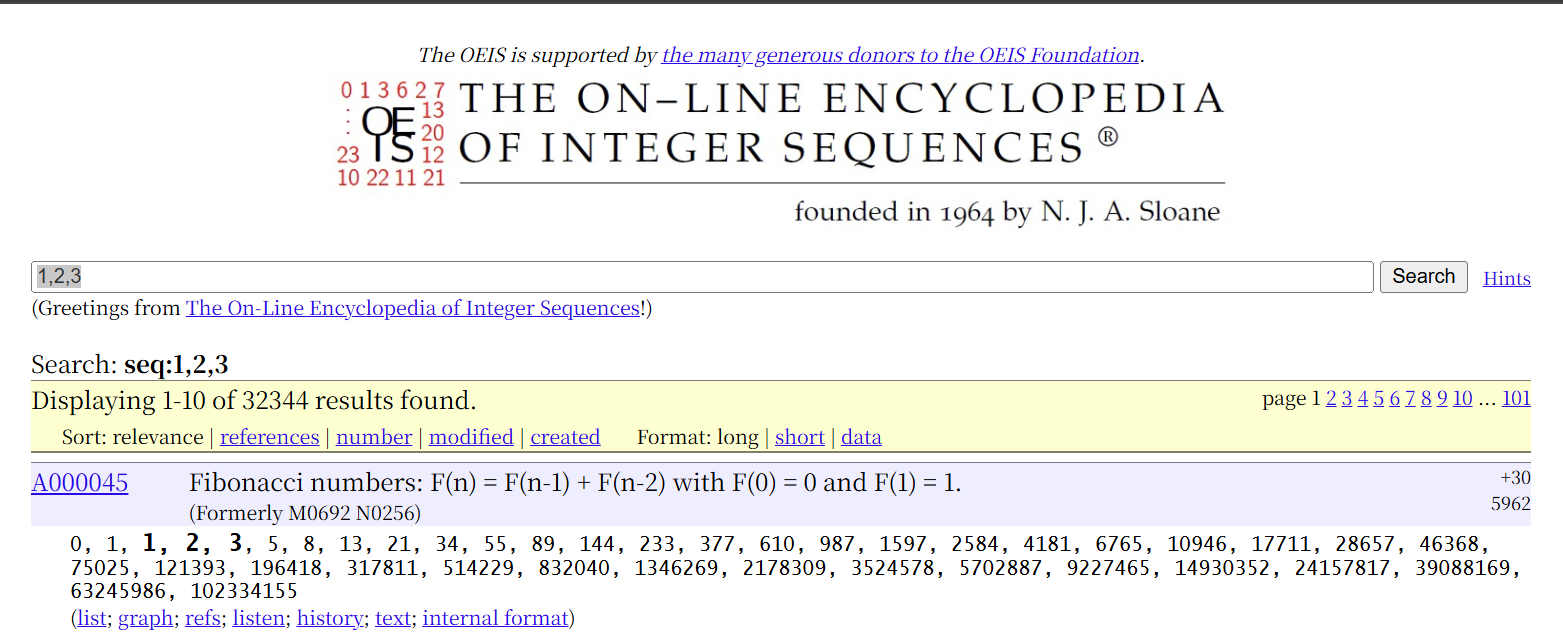 The OEIS is supported by the many generous donors to the OEIS Foundation.
0 1 3 6 2 7
: OE 13
: IS 20
23 12
10 22 11 21
THE ON–LINE ENCYCLOPEDIA
OF INTEGER SEQUENCES ®
founded in 1964 by N. J. A. Sloane
1,2,3 Search Hints
(Greetings from The On-Line Encyclopedia of Integer Sequences!)
Search: seq:1,2,3
Displaying 1-10 of 32344 results found. page 1 2 3 4 5 6 7 8 9 10 ... 101
Sort: relevance | references | number | modified | created Format: long | short | data
A000045 Fibonacci numbers: F(n) = F(n-1) + F(n-2) with F(0) = 0 and F(1) = 1. +30
(Formerly M0692 N0256) 5962
0, 1, 1, 2, 3, 5, 8, 13, 21, 34, 55, 89, 144, 233, 377, 610, 987, 1597, 2584, 4181, 6765, 10946, 17711, 28657, 46368,
75025, 121393, 196418, 317811, 514229, 832040, 1346269, 2178309, 3524578, 5702887, 9227465, 14930352, 24157817, 39088169,
63245986, 102334155
(list; graph; refs; listen; history; text; internal format)